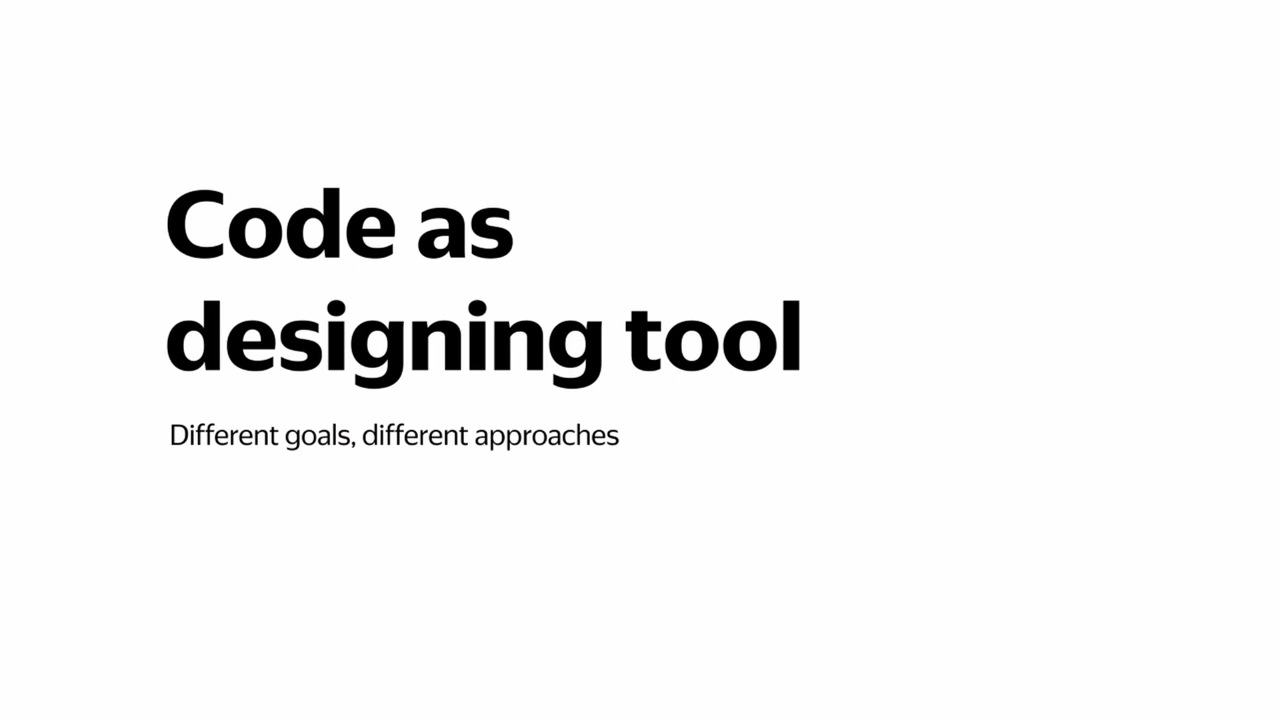 Code as
designing tool
Different goals, different approaches